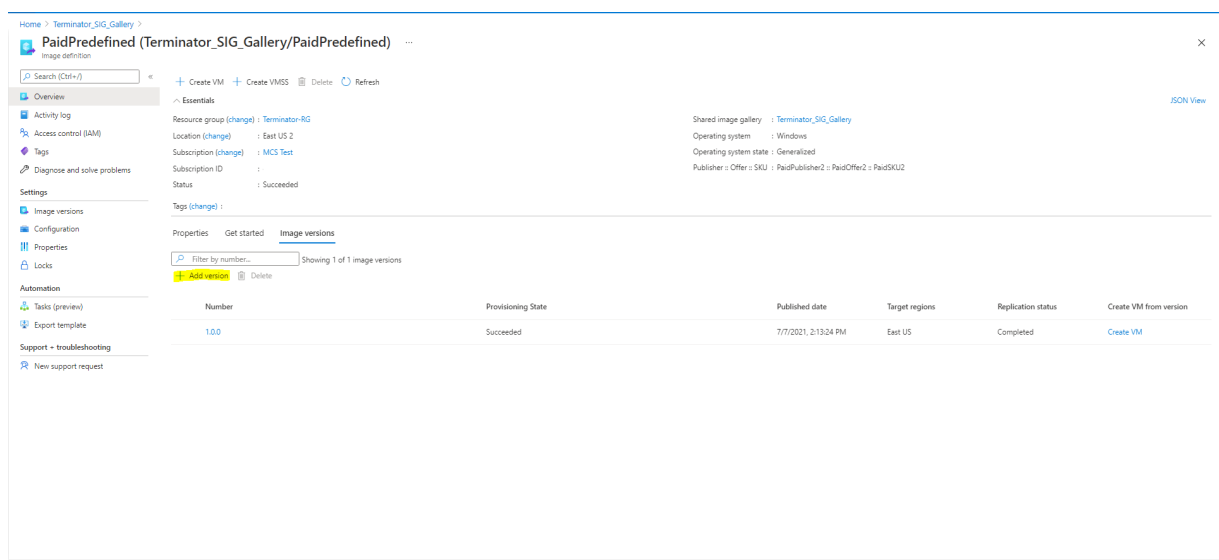 Home > Terminator_SIG_Gallery >
PaidPredefined (Terminator_SIG_Gallery/PaidPredefined) ...
Image definition
Search (Ctrl+/)
«
Overview
Activity log
Access control (IAM)
Tags
Diagnose and solve problems
Settings
Image versions
Configuration
Properties
Locks
Automation
Tasks (preview)
Export template
Support + troubleshooting
New support request
+ Create VM + Create VMSS Delete Refresh
Essentials
JSON View
Resource group (change) : Terminator-RG
Location (change) : East US 2
Subscription (change) : MCS Test
Subscription ID :
Status : Succeeded
Shared image gallery : Terminator_SIG_Gallery
Operating system : Windows
Operating system state : Generalized
Publisher :: Offer :: SKU : PaidPublisher2 :: PaidOffer2 :: PaidSKU2
Tags (change) :
Properties Get started Image versions
Filter by number... Showing 1 of 1 image versions
+ Add version Delete
Number Provisioning State Published date Target regions Replication status Create VM from version
1.0.0 Succeeded 7/7/2021, 2:13:24 PM East US Completed Create VM